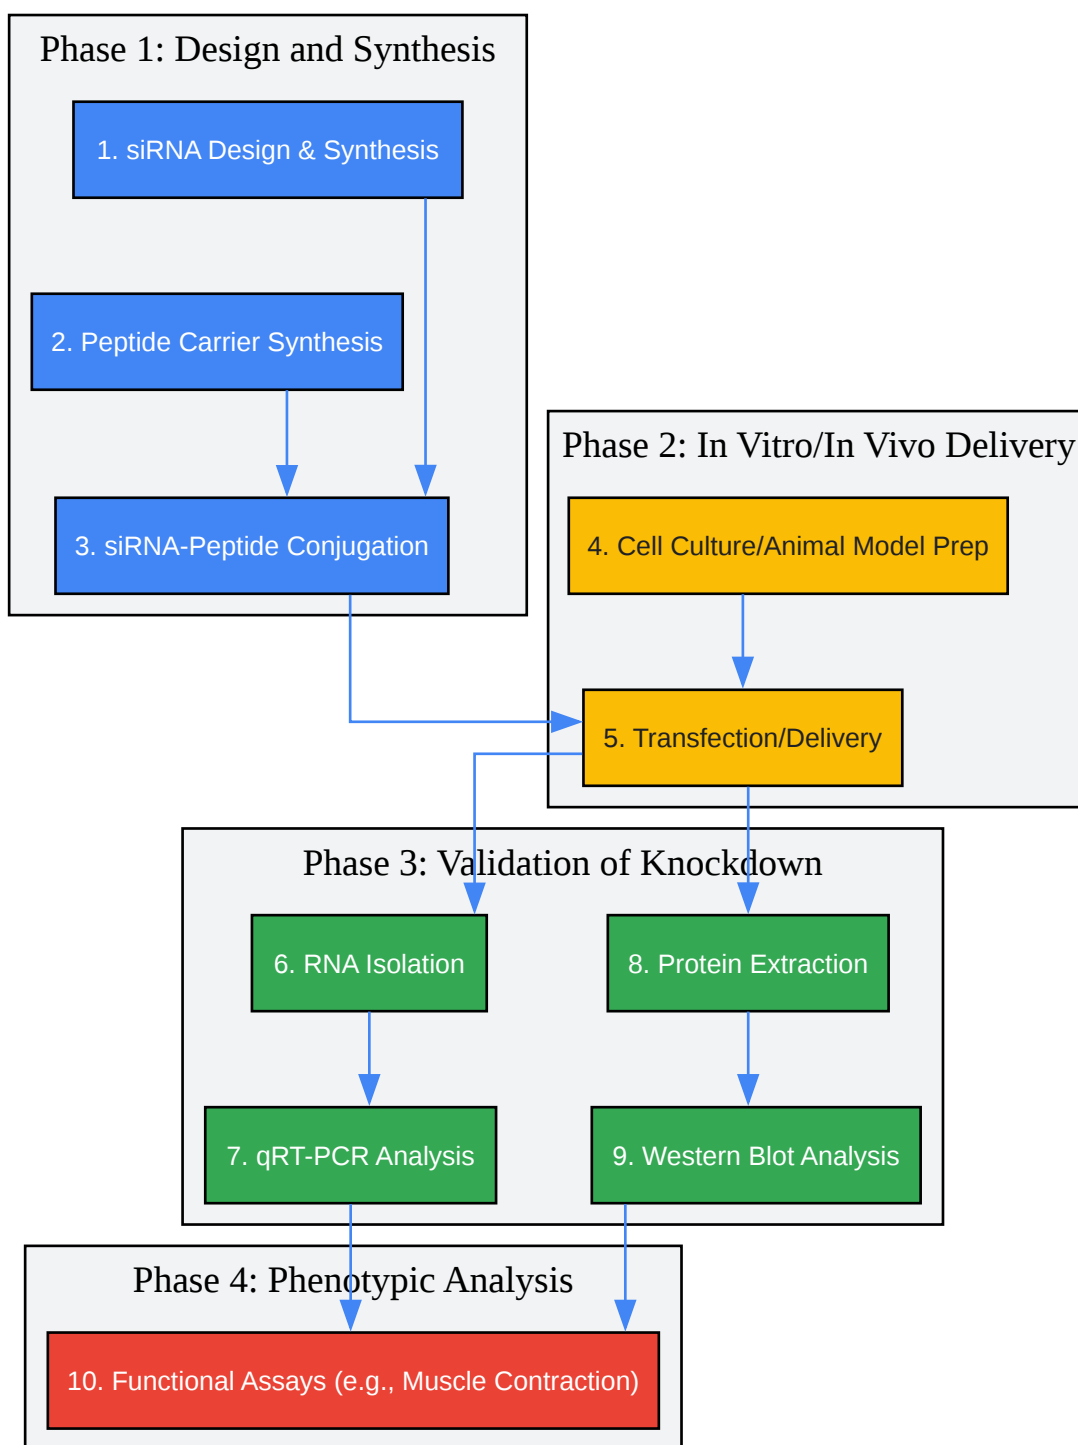 Phase 1: Design and Synthesis
1. siRNA Design & Synthesis
2. Peptide Carrier Synthesis
3. siRNA-Peptide Conjugation
Phase 2: In Vitro/In Vivo Delivery
4. Cell Culture/Animal Model Prep
5. Transfection/Delivery
Phase 3: Validation of Knockdown
6. RNA Isolation
8. Protein Extraction
7. qRT-PCR Analysis
9. Western Blot Analysis
Phase 4: Phenotypic Analysis
10. Functional Assays (e.g., Muscle Contraction)